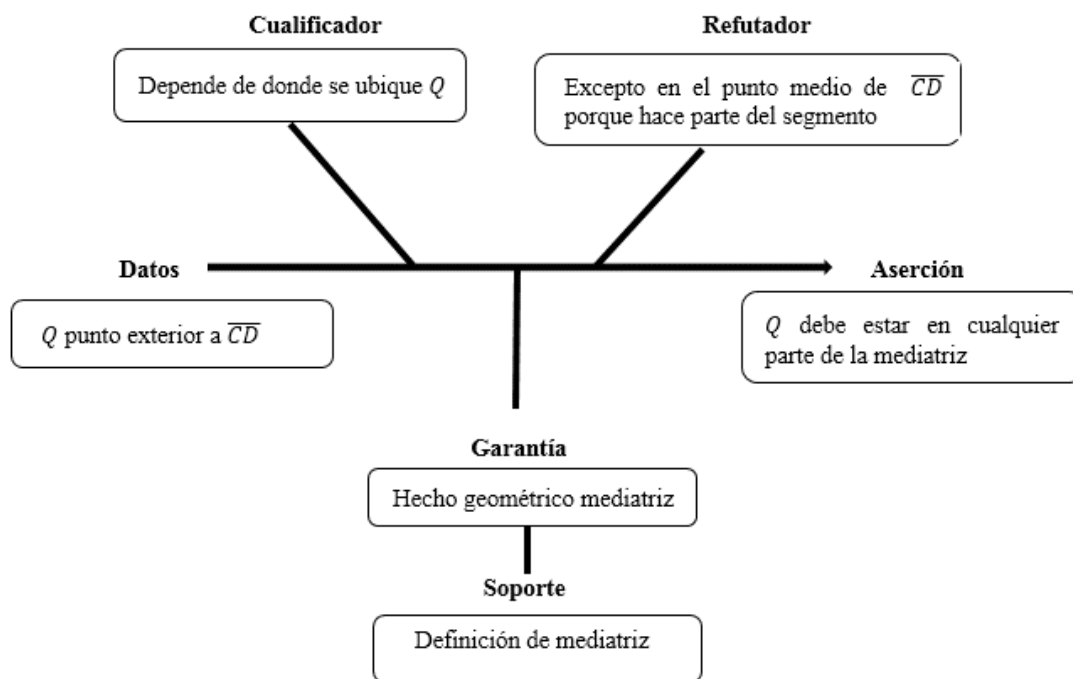 Cualificador
Depende de donde se ubique Q
Refutador
Excepto en el punto medio de \overline{CD}
porque hace parte del segmento
Datos
Q punto exterior a \overline{CD}
Aserción
Q debe estar en cualquier
parte de la mediatriz
Garantía
Hecho geométrico mediatriz
Soporte
Definición de mediatriz